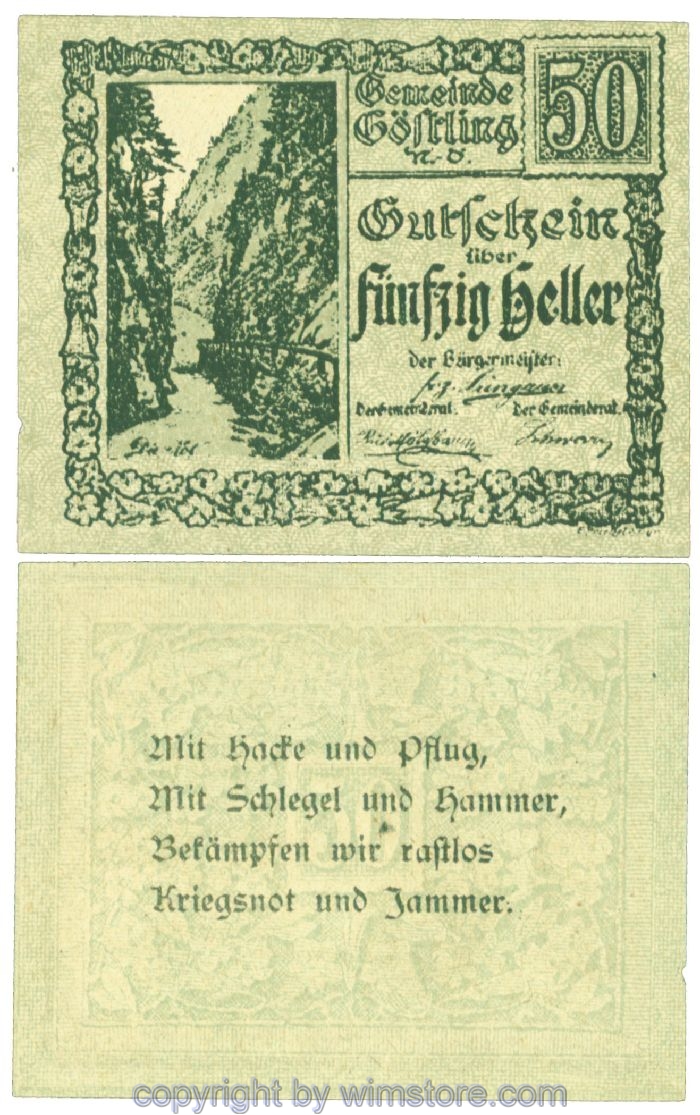 Gemeinde
Göstling
N.-Ö.
50
Gutschein
über
fünfzig Heller
der Bürgermeister:
Der Gemeinderat. Der Gemeinderat.
Mit Hacke und Pflug,
Mit Schlegel und Hammer,
Bekämpfen wir rastlos
Kriegsnot und Jammer.
copyright by wimstore.com